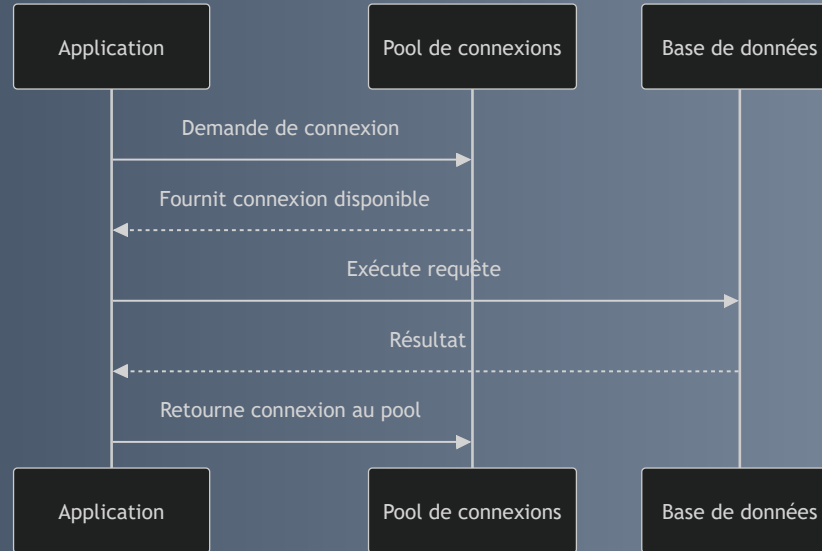 Application
Pool de connexions
Base de données
Demande de connexion
Fournit connexion disponible
Exécute requête
Résultat
Retourne connexion au pool
Application
Pool de connexions
Base de données